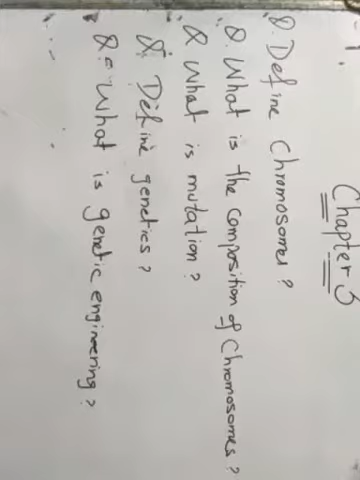 Chapter 3
Q. Define Chromosomes?
Q. What is the composition of Chromosomes?
Q What is mutation?
Q. Define genetics?
Q= What is genetic engineering?